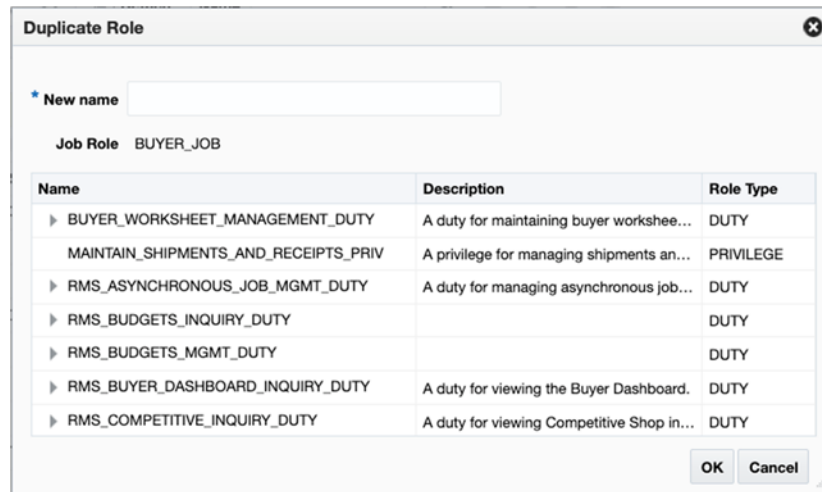 Duplicate Role
* New name
Job Role BUYER_JOB
Name Description Role Type
BUYER_WORKSHEET_MANAGEMENT_DUTY A duty for maintaining buyer workshee... DUTY
MAINTAIN_SHIPMENTS_AND_RECEIPTS_PRIV A privilege for managing shipments an... PRIVILEGE
RMS_ASYNCHRONOUS_JOB_MGMT_DUTY A duty for managing asynchronous job... DUTY
RMS_BUDGETS_INQUIRY_DUTY DUTY
RMS_BUDGETS_MGMT_DUTY DUTY
RMS_BUYER_DASHBOARD_INQUIRY_DUTY A duty for viewing the Buyer Dashboard. DUTY
RMS_COMPETITIVE_INQUIRY_DUTY A duty for viewing Competitive Shop in... DUTY
OK Cancel